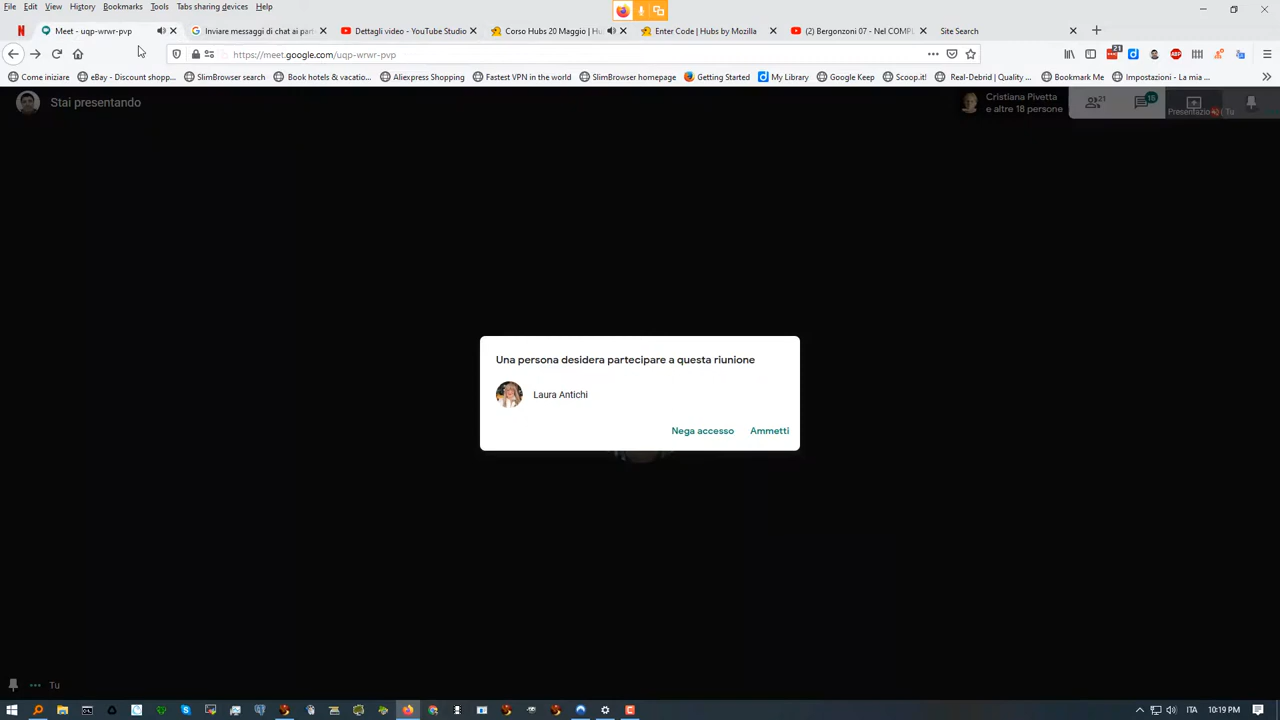 File Edit View History Bookmarks Tools Tabs sharing devices Help
Meet - uqp-wrwr-pvp
Inviare messaggi di chat ai part
Dettagli video - YouTube Studio
Corso Hubs 20 Maggio | Hu
Enter Code | Hubs by Mozilla
(2) Bergonzoni 07 - Nel COMPL
Site Search
https://meet.google.com/uqp-wrwr-pvp
21
Come iniziare
eBay - Discount shopp...
SlimBrowser search
Book hotels & vacatio...
Aliexpress Shopping
Fastest VPN in the world
SlimBrowser homepage
Getting Started
My Library
Google Keep
Scoop.it!
Real-Debrid | Quality ...
Bookmark Me
Impostazioni - La mia ...
Stai presentando
Cristiana Pivetta
e altre 18 persone
21
16
Tu
Una persona desidera partecipare a questa riunione
Laura Antichi
Nega accesso Ammetti
Tu
ITA 10:19 PM